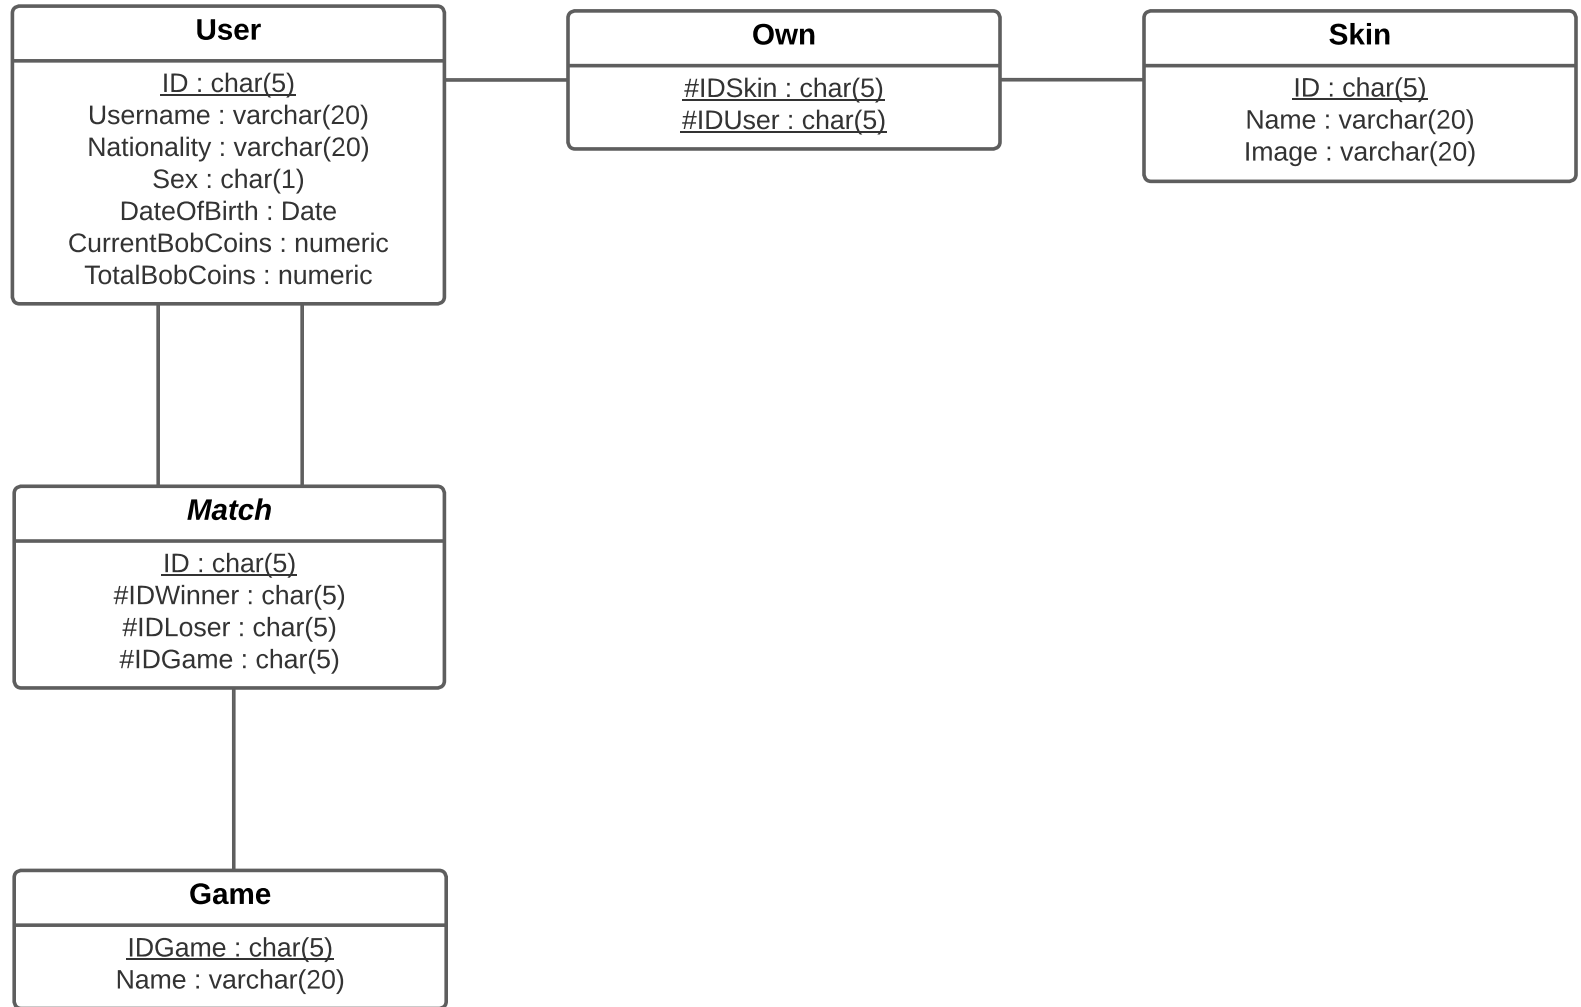 User
ID : char(5)
Username : varchar(20)
Nationality : varchar(20)
Sex : char(1)
DateOfBirth : Date
CurrentBobCoins : numeric
TotalBobCoins : numeric
Own
#IDSkin : char(5)
#IDUser : char(5)
Skin
ID : char(5)
Name : varchar(20)
Image : varchar(20)
Match
ID : char(5)
#IDWinner : char(5)
#IDLoser : char(5)
#IDGame : char(5)
Game
IDGame : char(5)
Name : varchar(20)